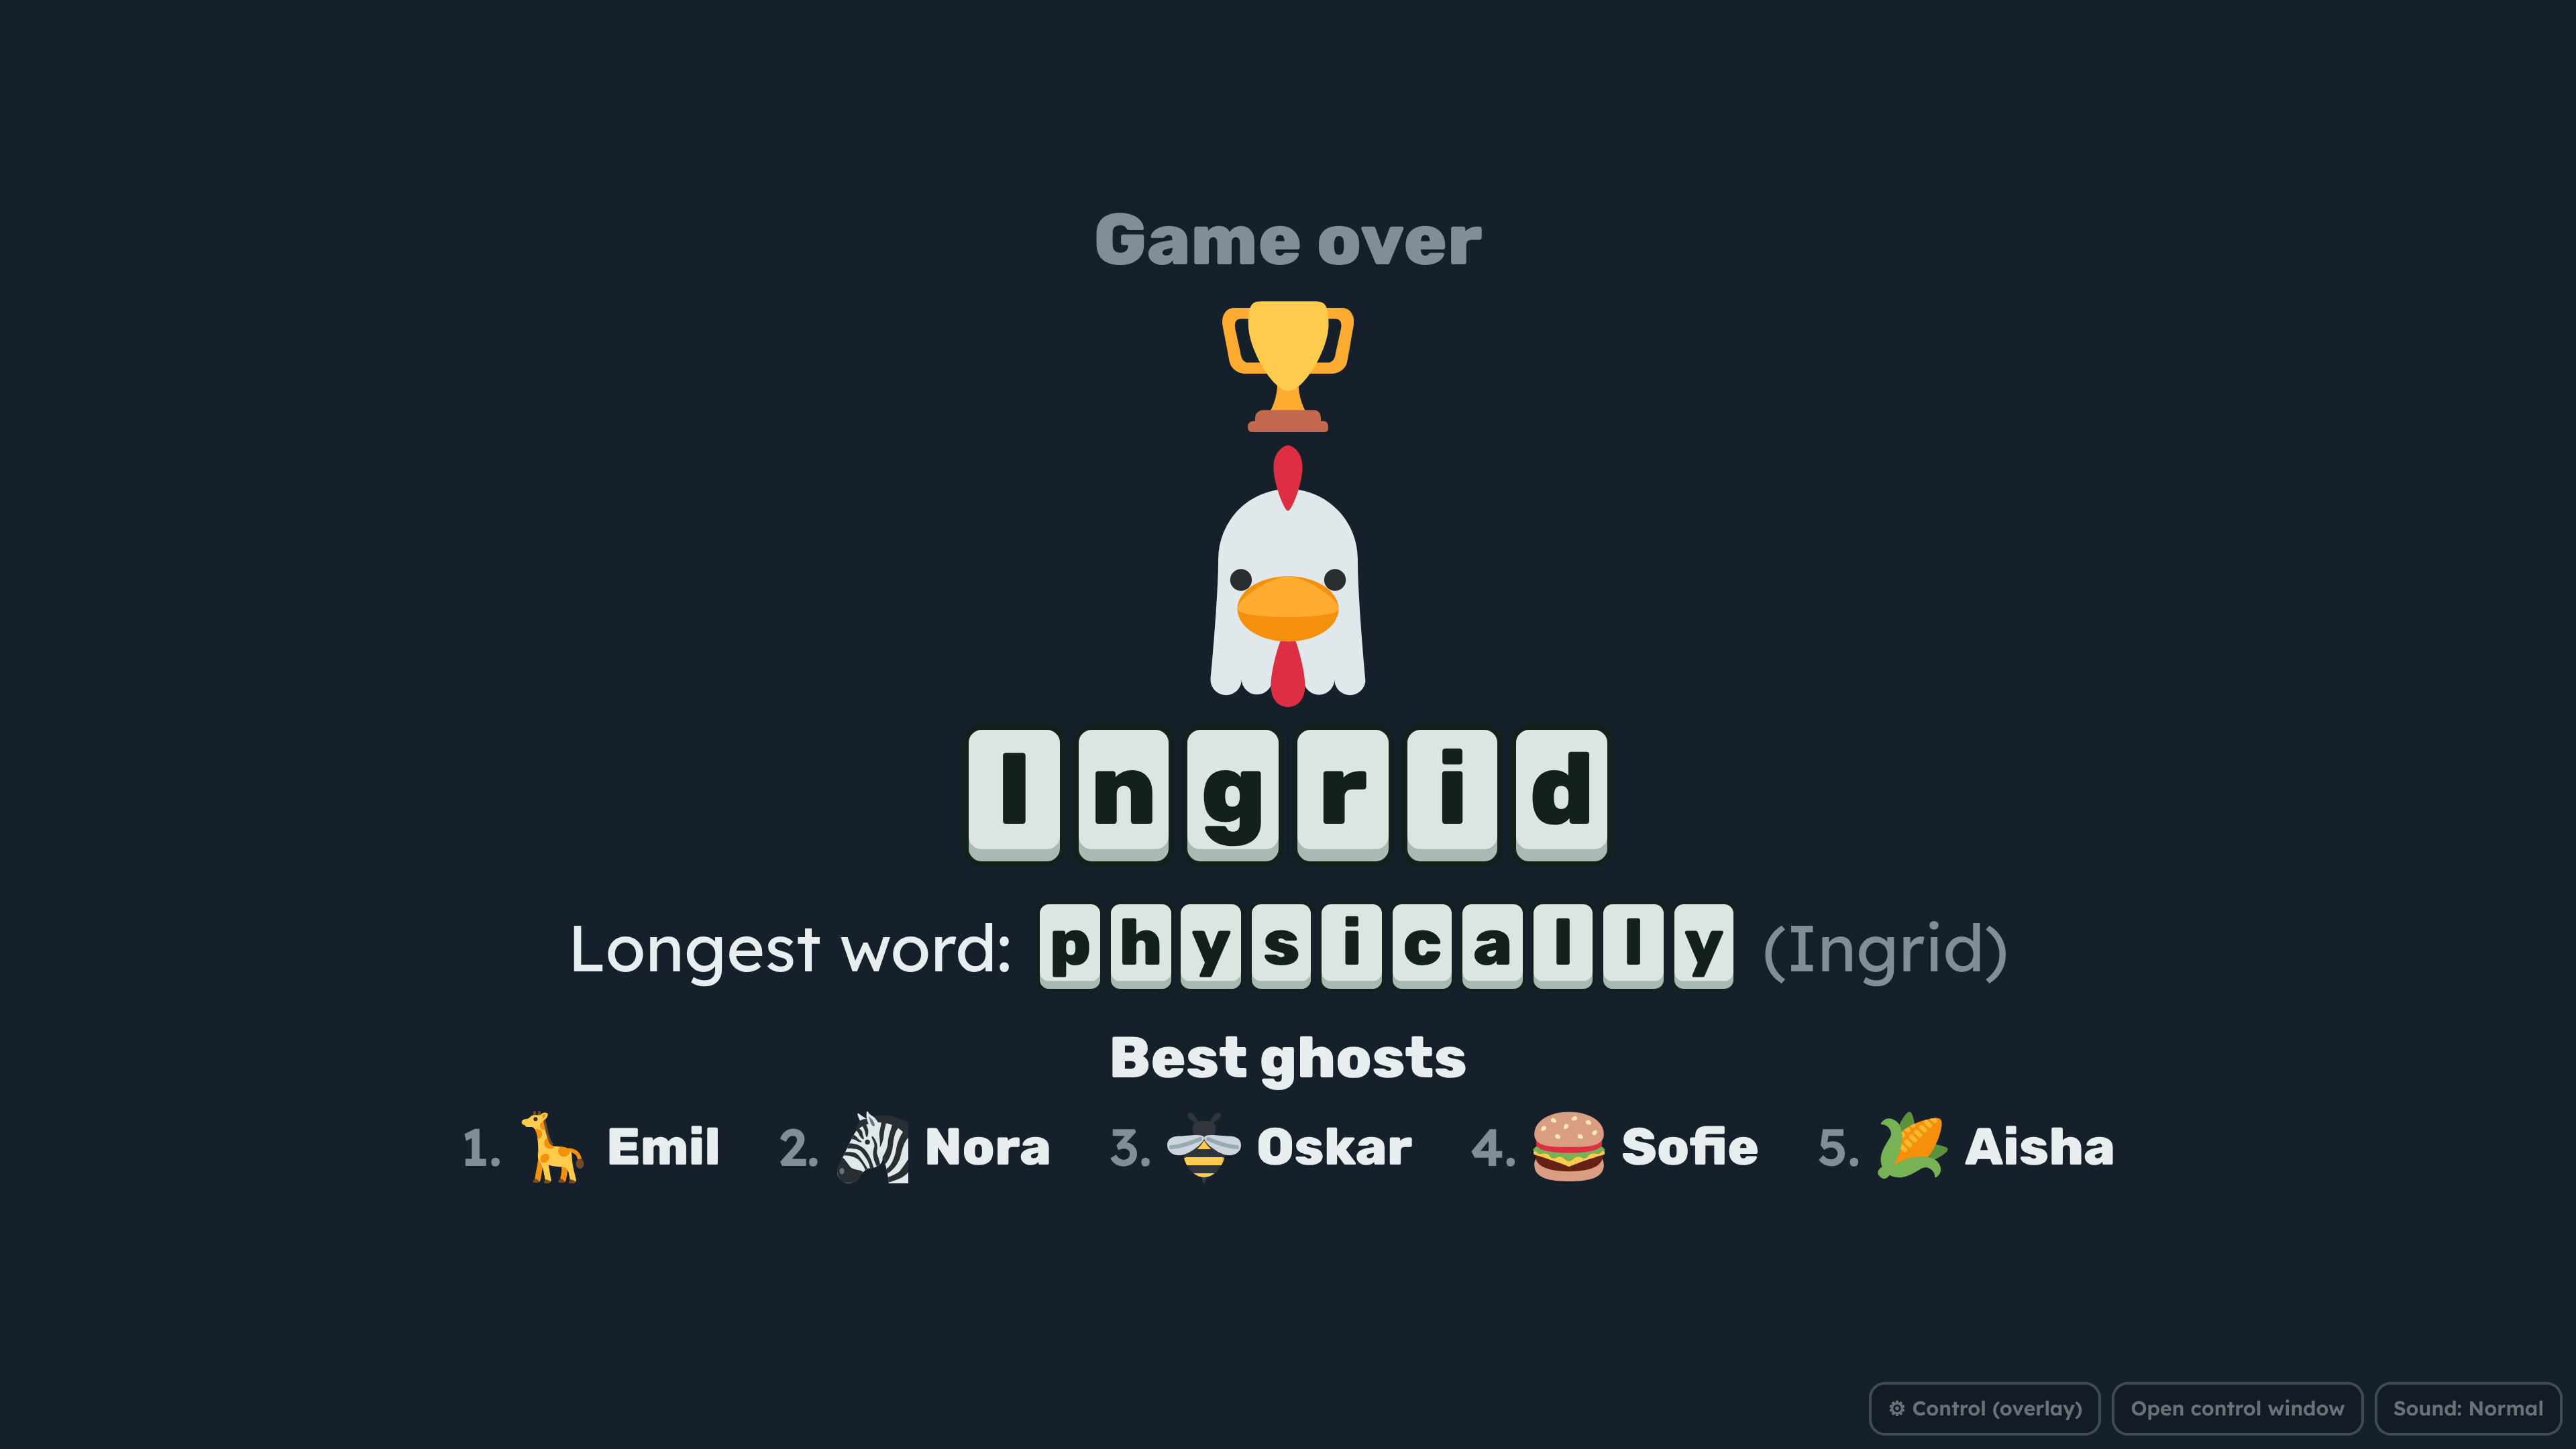 Game over
Ingrid
Longest word: physically (Ingrid)
Best ghosts
1. Emil 2. Nora 3. Oskar 4. Sofie 5. Aisha
⚙ Control (overlay) Open control window Sound: Normal